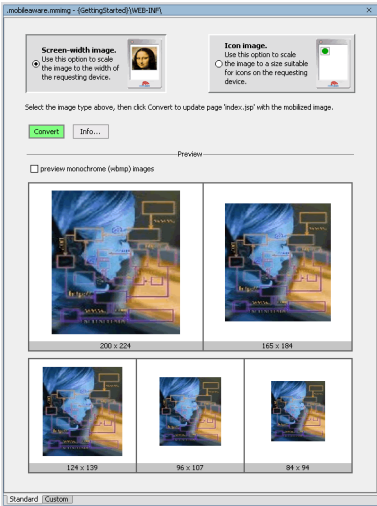 .mobileaware.mmimg - {GettingStarted}\WEB-INF\
Screen-width image.
Use this option to scale
the image to the width of
the requesting device.
Icon image.
Use this option to scale
the image to a size suitable
for icons on the requesting
device.
Select the image type above, then click Convert to update page 'index.jsp' with the mobilized image.
Convert
Info...
Preview
preview monochrome (wbmp) images
200 x 224
165 x 184
124 x 139
96 x 107
84 x 94
Standard
Custom